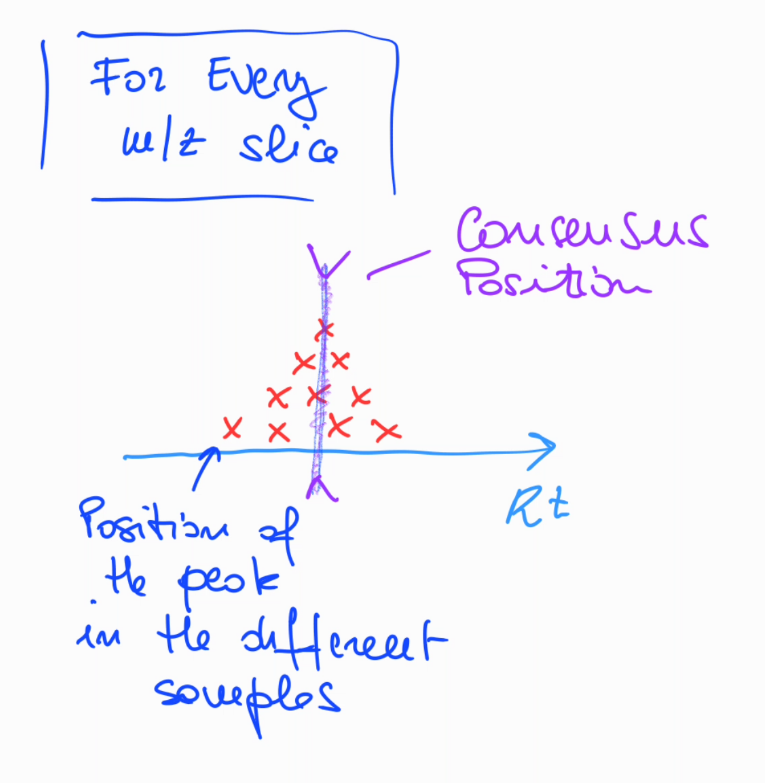 For Every
m/z slice
Consensus
Position
Rt
Position of
the peak
in the different
samples